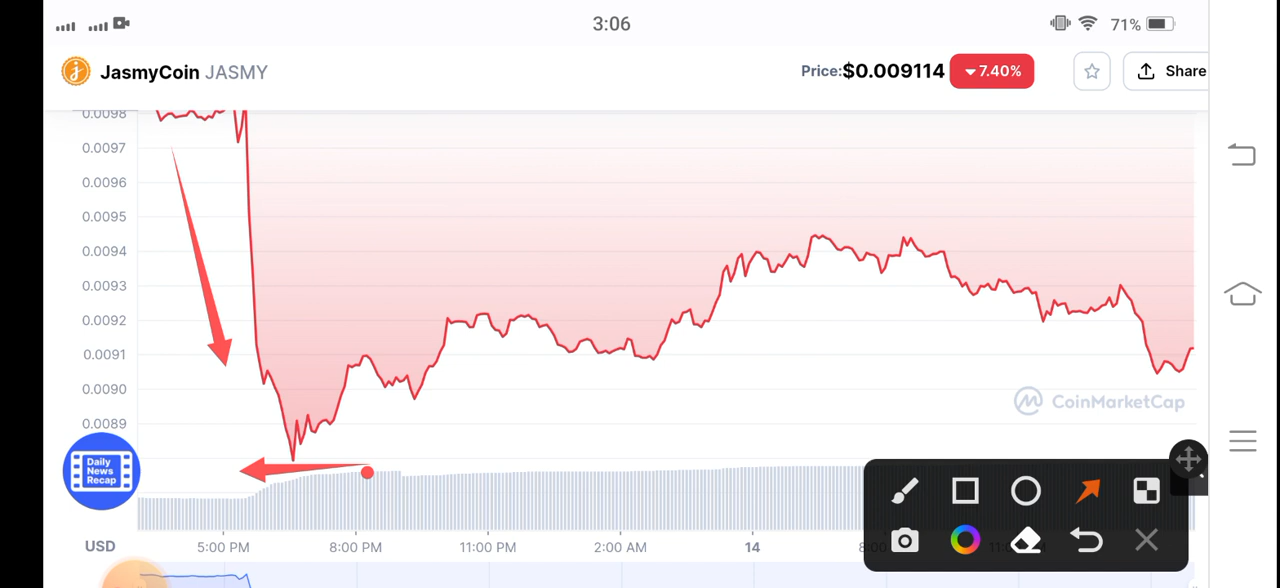 3:06
71%
JasmyCoin JASMY
Price:$0.009114
7.40%
Share
0.0098
0.0097
0.0096
0.0095
0.0094
0.0093
0.0092
0.0091
0.0090
0.0089
CoinMarketCap
Daily
News
Recap
USD
5:00 PM
8:00 PM
11:00 PM
2:00 AM
14